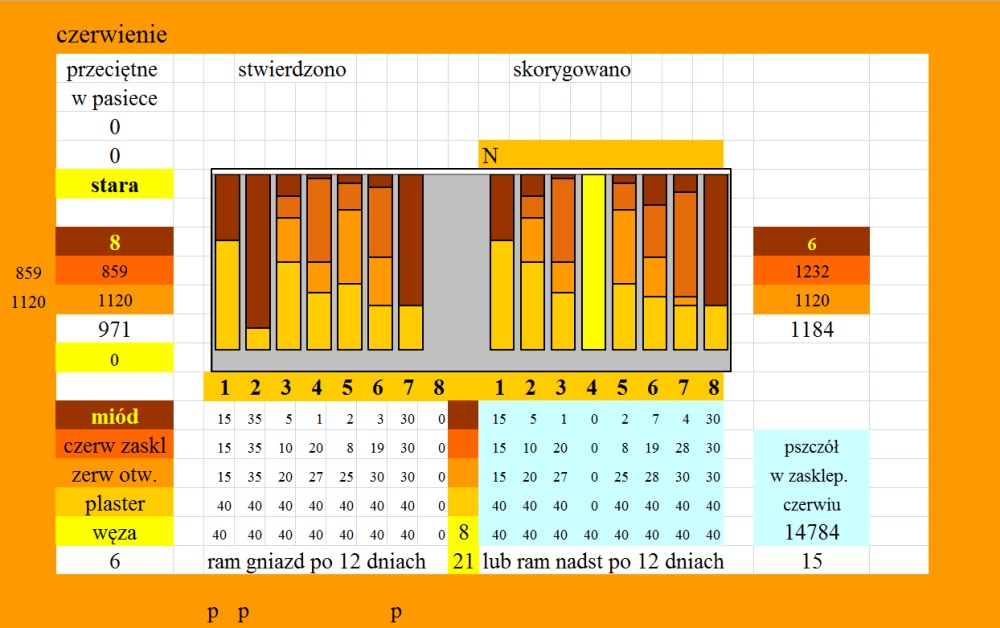 czerwienie
przeciętne stwierdzono skorygowano
w pasiece
0
0 N
stara
8 6
859 859 1232
1120 1120 1120
971 1184
0
1 2 3 4 5 6 7 8 1 2 3 4 5 6 7 8
miód 15 35 5 1 2 3 30 0 15 5 1 0 2 7 4 30
czerw zaskl 15 35 10 20 8 19 30 0 15 10 20 0 8 19 28 30 pszczół
zerw otw. 15 35 20 27 25 30 30 0 15 20 27 0 25 28 30 30 w zasklep.
plaster 40 40 40 40 40 40 40 0 40 40 40 0 40 40 40 40 czerwiu
węza 40 40 40 40 40 40 40 0 8 40 40 40 40 40 40 40 40 14784
6 ram gniazd po 12 dniach 21 lub ram nadst po 12 dniach 15
p p p